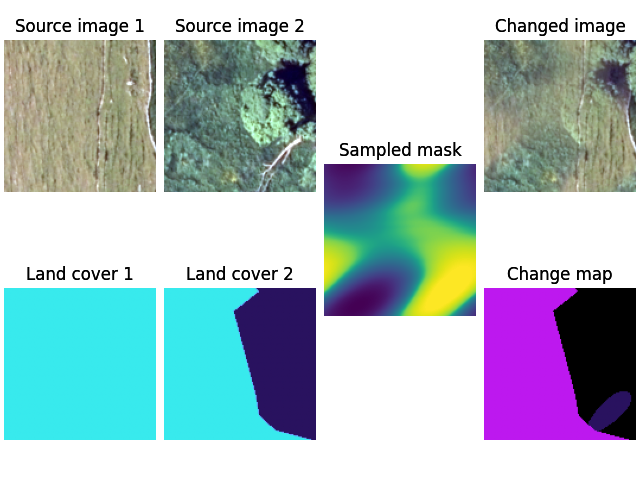 Source image 1
Source image 2
Changed image
Sampled mask
Land cover 1
Land cover 2
Change map